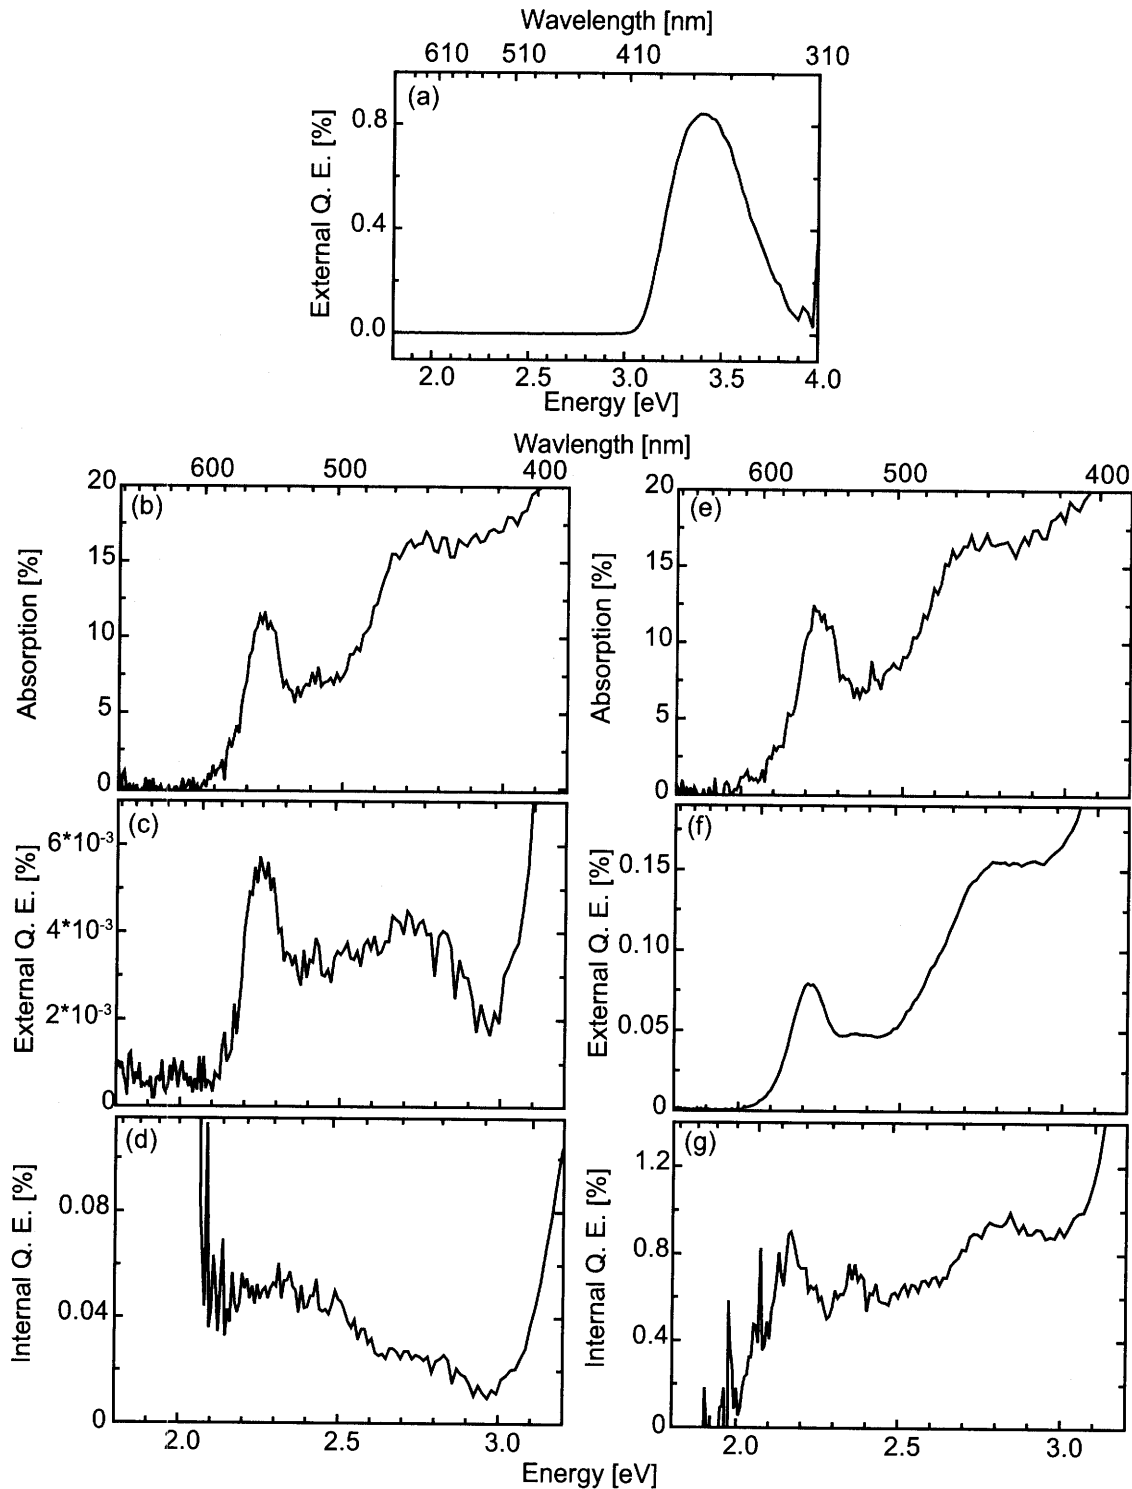 Wavelength [nm]
610 510 410 310
(a)
External Q. E. [%]
0.8
0.4
0.0
2.0 2.5 3.0 3.5 4.0
Energy [eV]
Wavlength [nm]
600 500 400
600 500 400
(b)
Absorption [%]
20
15
10
5
0
(e)
Absorption [%]
20
15
10
5
0
(c)
External Q. E. [%]
6*10-3
4*10-3
2*10-3
0
(f)
External Q. E. [%]
0.15
0.10
0.05
0
(d)
Internal Q. E. [%]
0.08
0.04
0
2.0 2.5 3.0
(g)
Internal Q. E. [%]
1.2
0.8
0.4
0
2.0 2.5 3.0
Energy [eV]